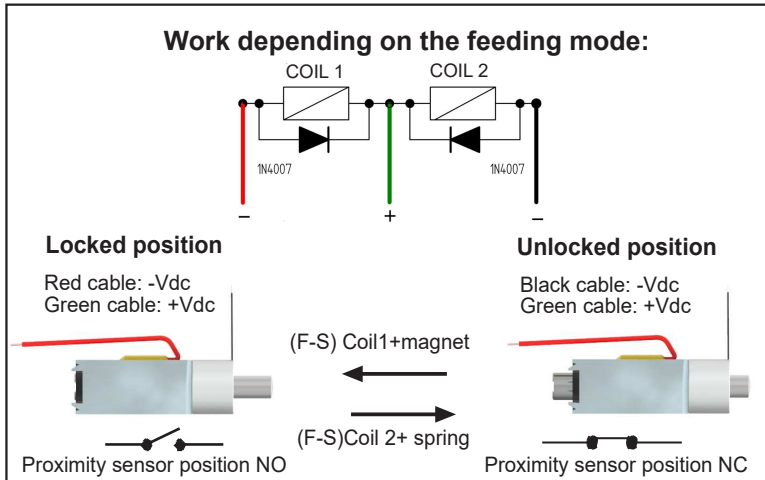 Work depending on the feeding mode:
COIL 1
COIL 2
1N4007
1N4007
–
+
–
Locked position
Unlocked position
Red cable: -Vdc
Green cable: +Vdc
Black cable: -Vdc
Green cable: +Vdc
(F-S) Coil1+magnet
(F-S)Coil 2+ spring
Proximity sensor position NO
Proximity sensor position NC